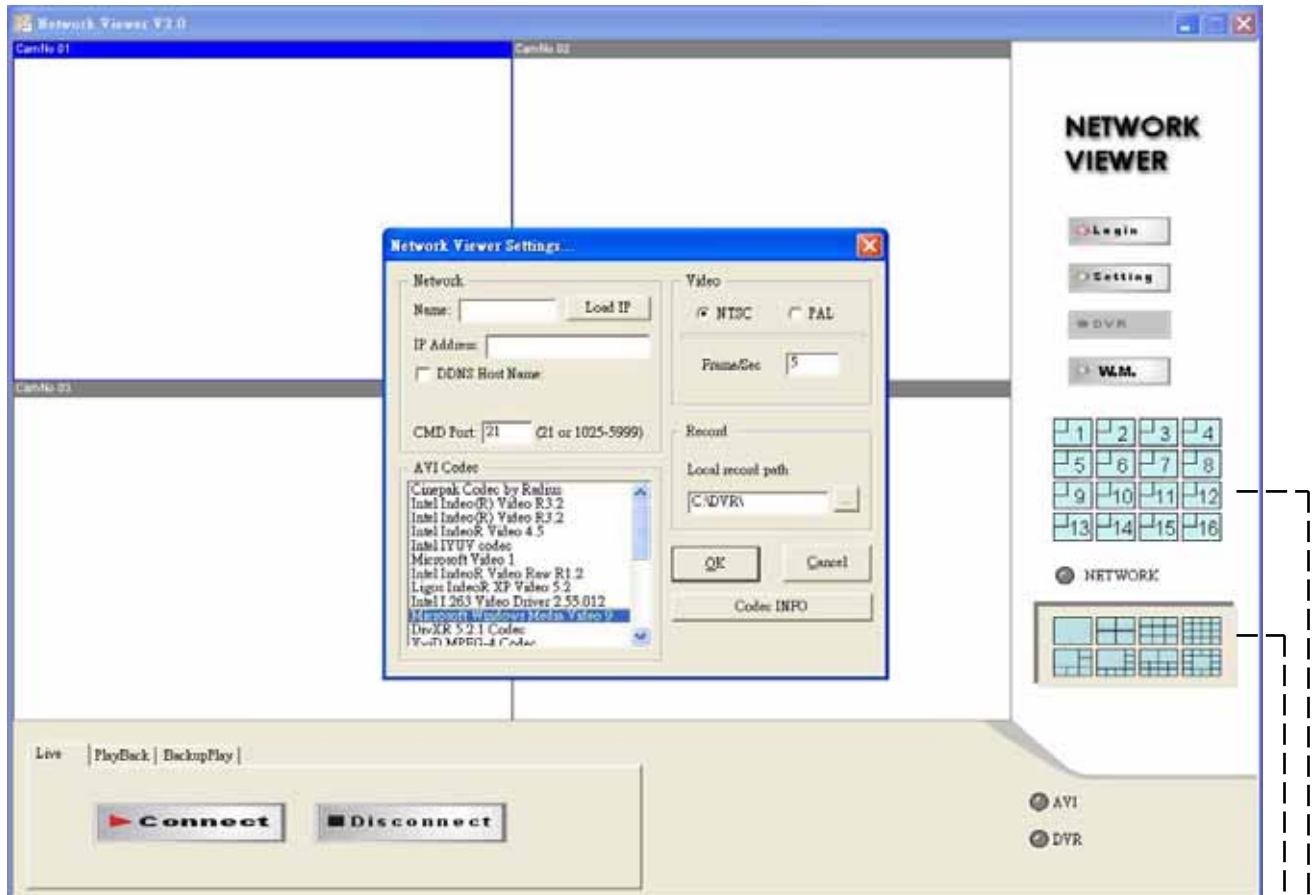 Network Viewer V2.0
CamNo 01
CamNo 02
NETWORK
VIEWER
Login
Setting
DVR
W.M.
Network Viewer Settings...
Network
Name:
Load IP
IP Address:
DDNS Host Name
CMD Port:
21
(21 or 1025-5999)
AVI Codec
Cinepak Codec by Radius
Intel Indeo(R) Video R3.2
Intel Indeo(R) Video R3.2
Intel IndeoR Video 4.5
Intel IYUV codec
Microsoft Video 1
Intel IndeoR Video Raw R1.2
Ligos IndeoR XP Video 5.2
Intel I.263 Video Driver 2.55.012
Microsoft Windows Media Video 9
DivXR 5.2.1 Codec
XviD MPEG-4 Codec
Video
NTSC
PAL
Frame/Sec
5
Record
Local record path
C:\DVR\
...
OK
Cancel
Codec INFO
CamNo 03
1 2 3 4
5 6 7 8
9 10 11 12
13 14 15 16
NETWORK
Live PlayBack BackupPlay
Connect
Disconnect
AVI
DVR